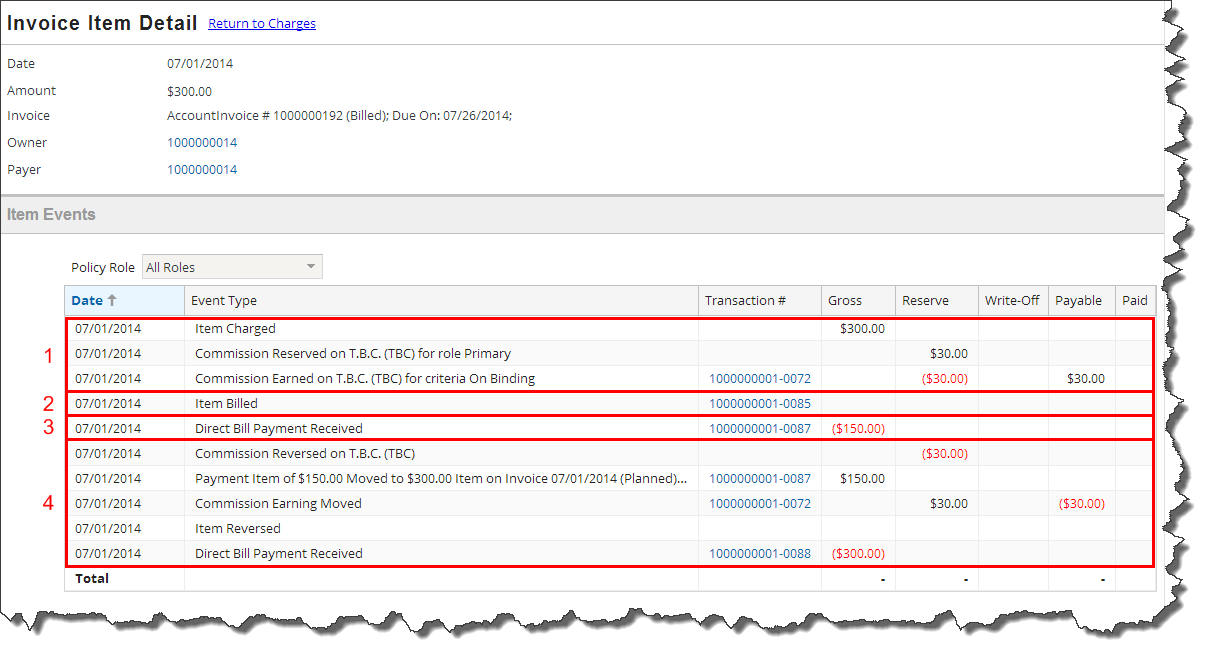 Invoice Item Detail Return to Charges
Date 07/01/2014
Amount $300.00
Invoice AccountInvoice # 1000000192 (Billed); Due On: 07/26/2014;
Owner 1000000014
Payer 1000000014
Item Events
Policy Role All Roles
Date Event Type Transaction # Gross Reserve Write-Off Payable Paid
07/01/2014 Item Charged $300.00
1 07/01/2014 Commission Reserved on T.B.C. (TBC) for role Primary $30.00
07/01/2014 Commission Earned on T.B.C. (TBC) for criteria On Binding 1000000001-0072 ($30.00) $30.00
2 07/01/2014 Item Billed 1000000001-0085
3 07/01/2014 Direct Bill Payment Received 1000000001-0087 ($150.00)
07/01/2014 Commission Reversed on T.B.C. (TBC) ($30.00)
07/01/2014 Payment Item of $150.00 Moved to $300.00 Item on Invoice 07/01/2014 (Planned)... 1000000001-0087 $150.00
4 07/01/2014 Commission Earning Moved 1000000001-0072 $30.00 ($30.00)
07/01/2014 Item Reversed
07/01/2014 Direct Bill Payment Received 1000000001-0088 ($300.00)
Total - - -